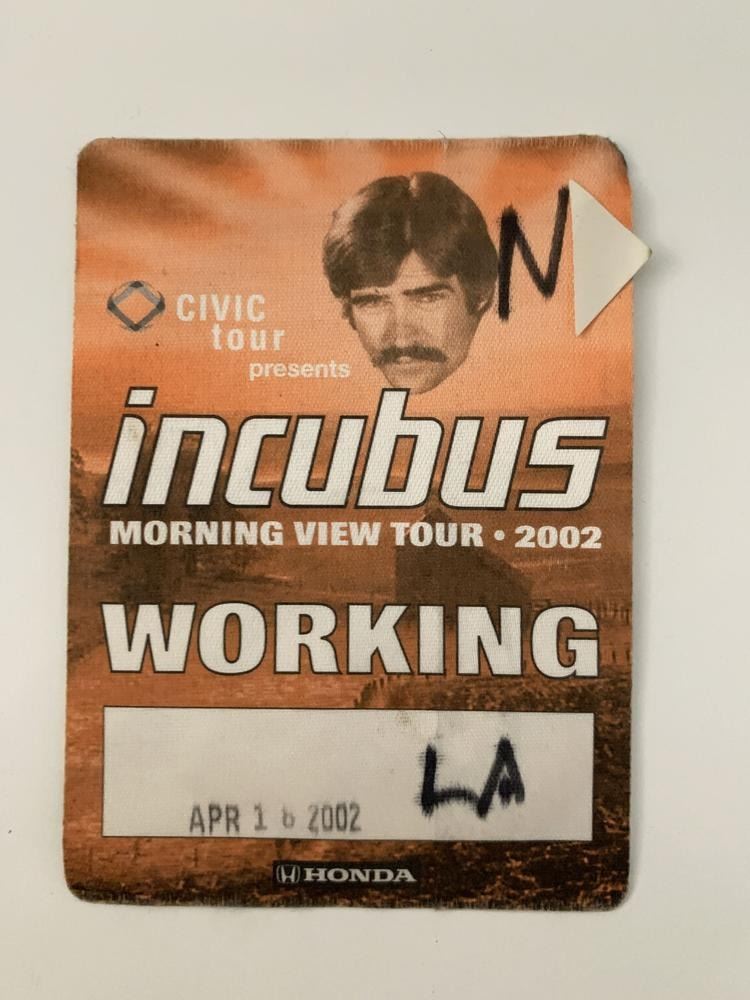 N
CIVIC
tour
presents
incubus
MORNING VIEW TOUR • 2002
WORKING
LA
APR 16 2002
HONDA